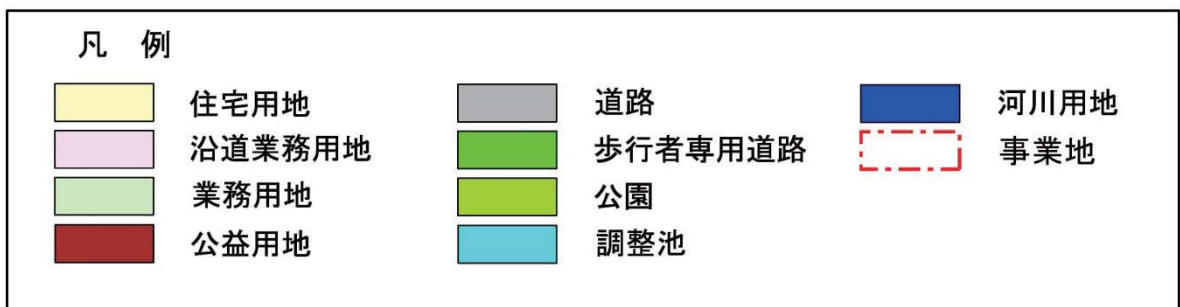 凡 例
住宅用地
沿道業務用地
業務用地
公益用地
道路
歩行者専用道路
公園
調整池
河川用地
事業地